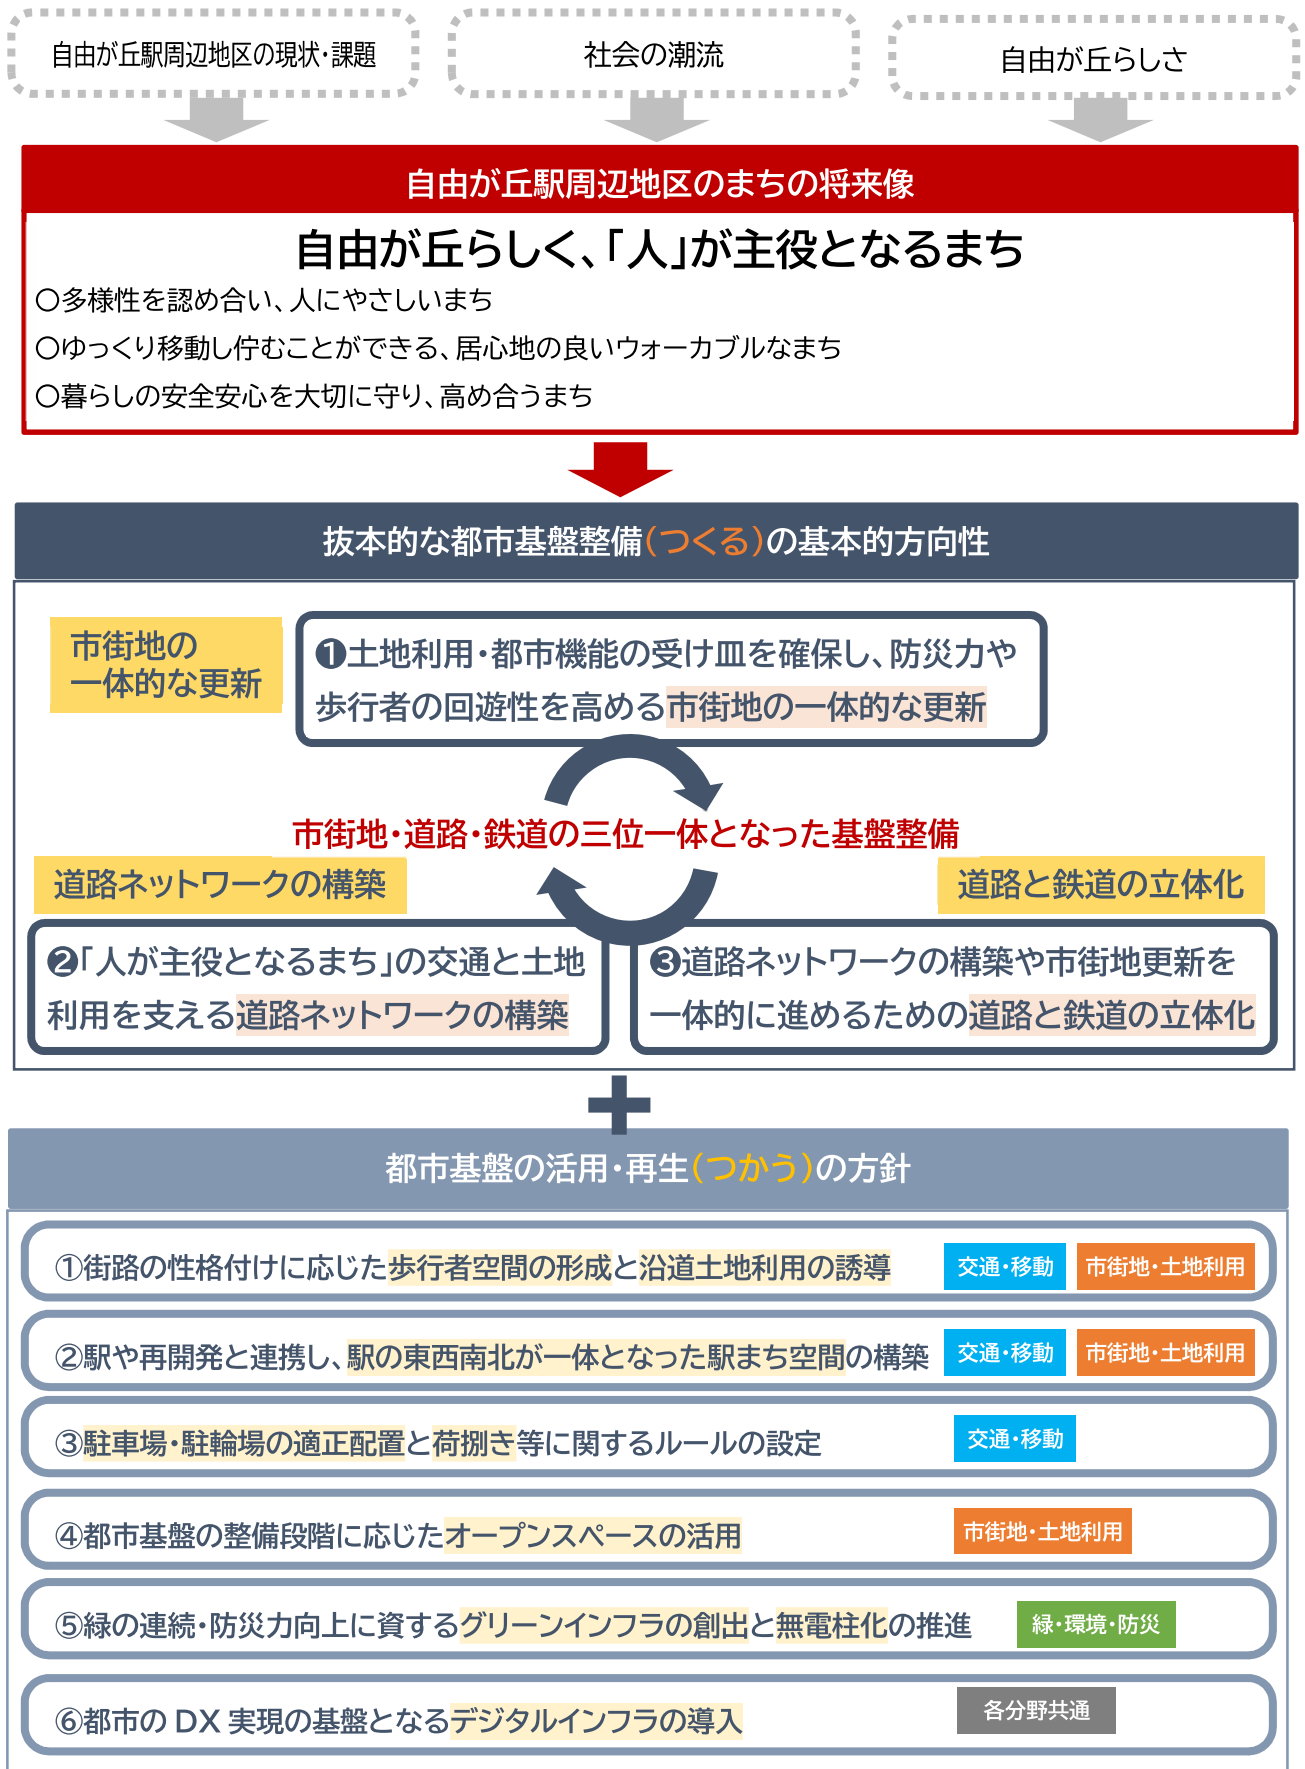 自由が丘駅周辺地区の現状・課題
社会の潮流
自由が丘らしさ
自由が丘駅周辺地区のまちの将来像
自由が丘らしく、「人」が主役となるまち
〇多様性を認め合い、人にやさしいまち
〇ゆっくり移動し佇むことができる、居心地の良いウォーカブルなまち
〇暮らしの安全安心を大切に守り、高め合うまち
抜本的な都市基盤整備（つくる）の基本的方向性
市街地の
一体的な更新
❶土地利用・都市機能の受け皿を確保し、防災力や
歩行者の回遊性を高める市街地の一体的な更新
市街地・道路・鉄道の三位一体となった基盤整備
道路ネットワークの構築
❷「人が主役となるまち」の交通と土地
利用を支える道路ネットワークの構築
道路と鉄道の立体化
❸道路ネットワークの構築や市街地更新を
一体的に進めるための道路と鉄道の立体化
都市基盤の活用・再生（つかう）の方針
①街路の性格付けに応じた歩行者空間の形成と沿道土地利用の誘導 交通・移動 市街地・土地利用
②駅や再開発と連携し、駅の東西南北が一体となった駅まち空間の構築 交通・移動 市街地・土地利用
③駐車場・駐輪場の適正配置と荷捌き等に関するルールの設定 交通・移動
④都市基盤の整備段階に応じたオープンスペースの活用 市街地・土地利用
⑤緑の連続・防災力向上に資するグリーンインフラの創出と無電柱化の推進 緑・環境・防災
⑥都市の DX 実現の基盤となるデジタルインフラの導入 各分野共通